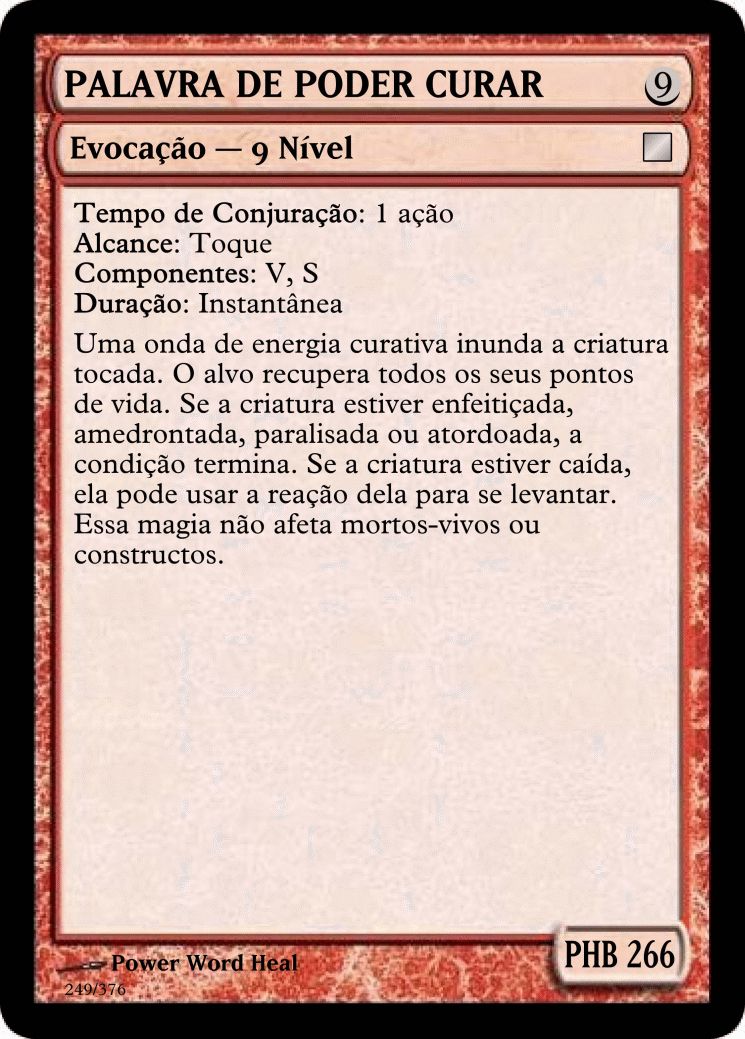 PALAVRA DE PODER CURAR
9
Evocação — 9 Nível
Tempo de Conjuração: 1 ação
Alcance: Toque
Componentes: V, S
Duração: Instantânea
Uma onda de energia curativa inunda a criatura
tocada. O alvo recupera todos os seus pontos
de vida. Se a criatura estiver enfeitiçada,
amedrontada, paralisada ou atordoada, a
condição termina. Se a criatura estiver caída,
ela pode usar a reação dela para se levantar.
Essa magia não afeta mortos-vivos ou
constructos.
PHB 266
Power Word Heal
249/376